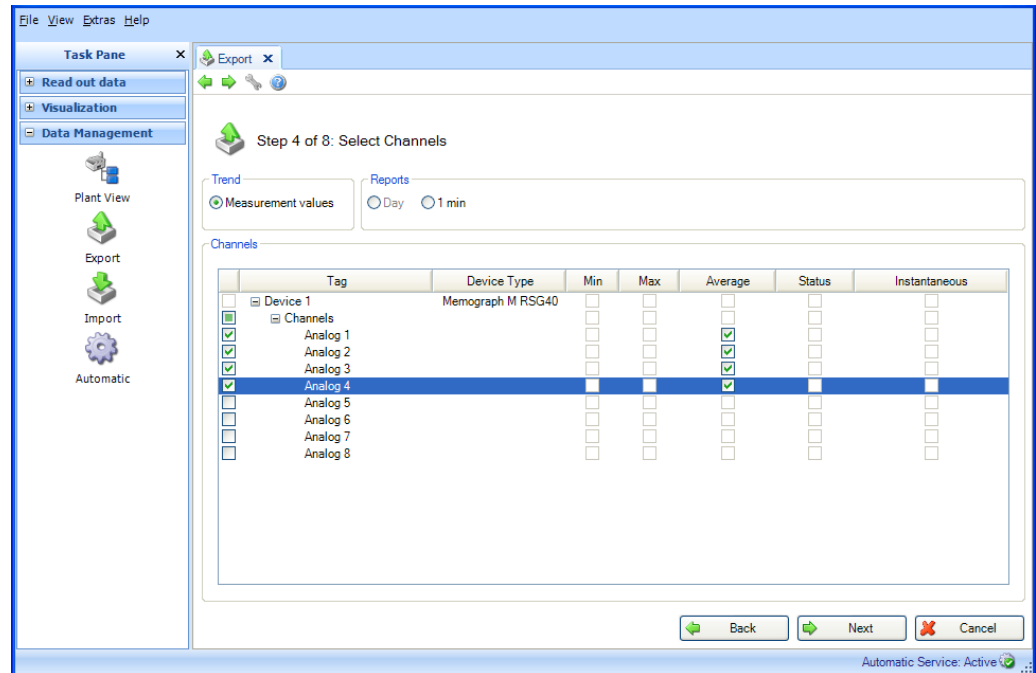 File View Extras Help
Task Pane
Export
Read out data
Visualization
Data Management
Plant View
Export
Import
Automatic
Step 4 of 8: Select Channels
Trend
Measurement values
Reports
Day 1 min
Channels
Tag Device Type Min Max Average Status Instantaneous
Device 1 Memograph M RSG40
Channels
Analog 1
Analog 2
Analog 3
Analog 4
Analog 5
Analog 6
Analog 7
Analog 8
Back Next Cancel
Automatic Service: Active